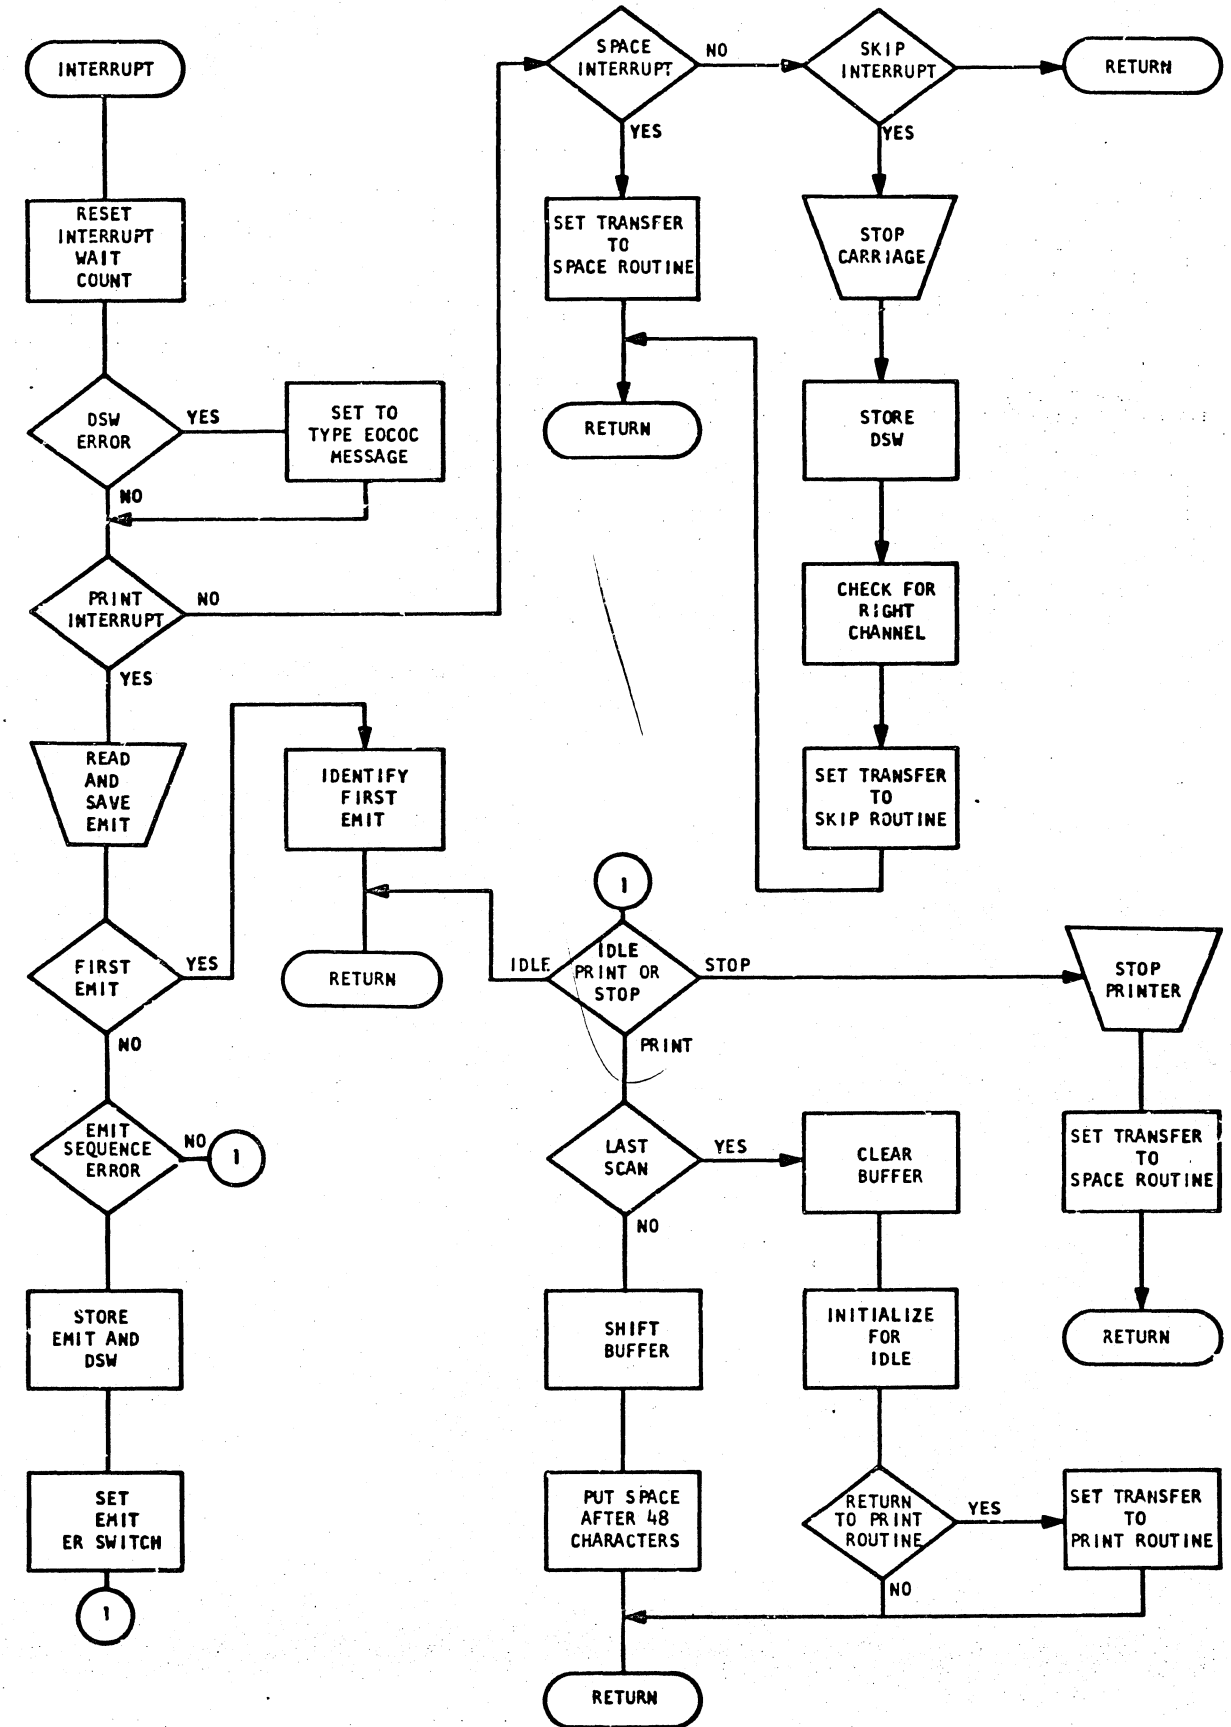 INTERRUPT
RESET
INTERRUPT
WAIT
COUNT
DSW
ERROR
YES
SET TO
TYPE EOCOC
MESSAGE
NO
PRINT
INTERRUPT
NO
YES
READ
AND
SAVE
EMIT
FIRST
EMIT
YES
IDENTIFY
FIRST
EMIT
RETURN
NO
EMIT
SEQUENCE
ERROR
NO
1
STORE
EMIT AND
DSW
SET
EMIT
ER SWITCH
1
SPACE
INTERRUPT
NO
YES
SET TRANSFER
TO
SPACE ROUTINE
RETURN
SKIP
INTERRUPT
RETURN
YES
STOP
CARRIAGE
STORE
DSW
CHECK FOR
RIGHT
CHANNEL
SET TRANSFER
TO
SKIP ROUTINE
1
IDLE
PRINT OR
STOP
IDLE
STOP
PRINT
STOP
PRINTER
SET TRANSFER
TO
SPACE ROUTINE
RETURN
LAST
SCAN
YES
NO
CLEAR
BUFFER
INITIALIZE
FOR
IDLE
RETURN
TO PRINT
ROUTINE
YES
NO
SET TRANSFER
TO
PRINT ROUTINE
SHIFT
BUFFER
PUT SPACE
AFTER 48
CHARACTERS
RETURN